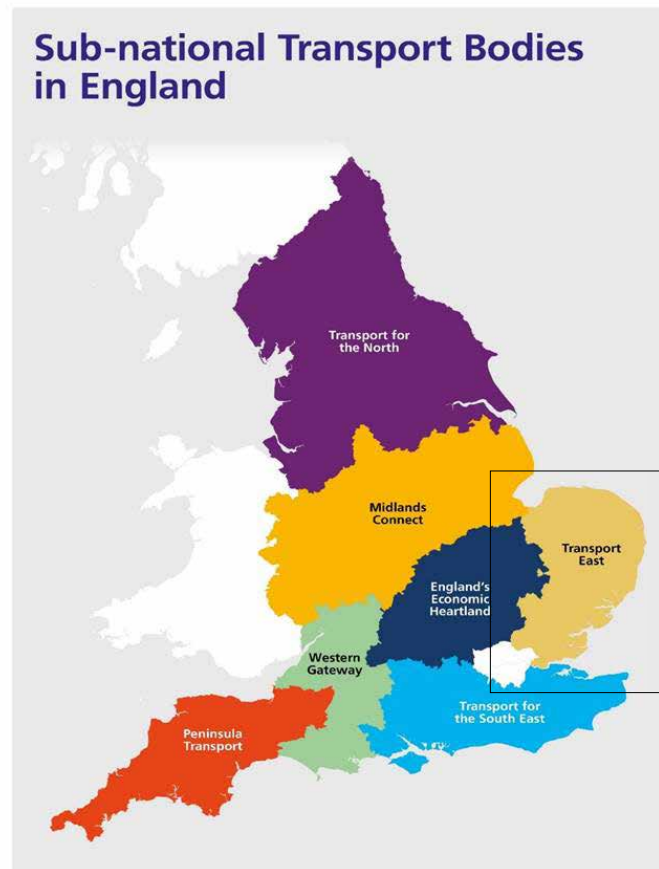 Sub-national Transport Bodies
in England
Transport for
the North
Midlands
Connect
Transport
East
England's
Economic
Heartland
Western
Gateway
Transport for
the South East
Peninsula
Transport